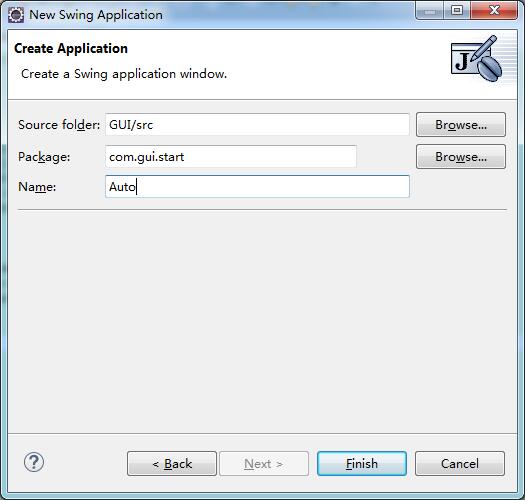 New Swing Application
Create Application
Create a Swing application window.
Source folder: GUI/src Browse...
Package: com.gui.start Browse...
Name: Auto
? < Back Next > Finish Cancel